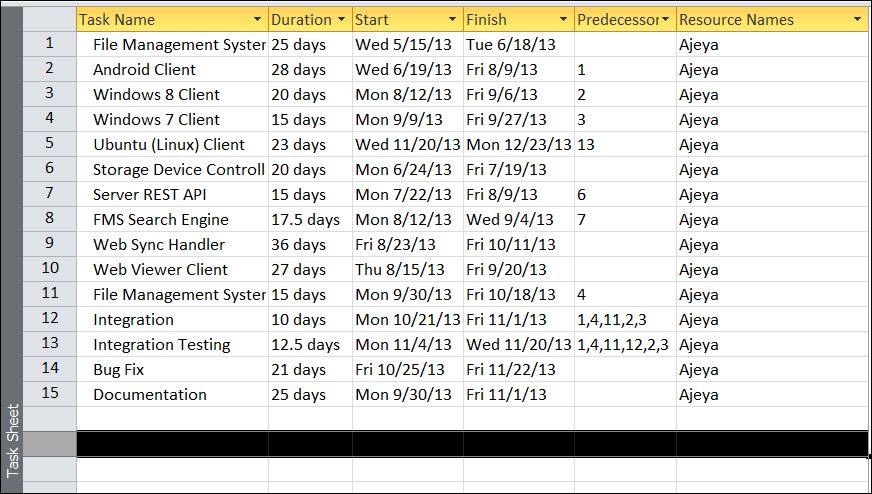 Task Name Duration Start Finish Predecessor Resource Names
1 File Management System 25 days Wed 5/15/13 Tue 6/18/13 Ajeya
2 Android Client 28 days Wed 6/19/13 Fri 8/9/13 1 Ajeya
3 Windows 8 Client 20 days Mon 8/12/13 Fri 9/6/13 2 Ajeya
4 Windows 7 Client 15 days Mon 9/9/13 Fri 9/27/13 3 Ajeya
5 Ubuntu (Linux) Client 23 days Wed 11/20/13 Mon 12/23/13 13 Ajeya
6 Storage Device Controll 20 days Mon 6/24/13 Fri 7/19/13 Ajeya
7 Server REST API 15 days Mon 7/22/13 Fri 8/9/13 6 Ajeya
8 FMS Search Engine 17.5 days Mon 8/12/13 Wed 9/4/13 7 Ajeya
9 Web Sync Handler 36 days Fri 8/23/13 Fri 10/11/13 Ajeya
10 Web Viewer Client 27 days Thu 8/15/13 Fri 9/20/13 Ajeya
11 File Management System 15 days Mon 9/30/13 Fri 10/18/13 4 Ajeya
12 Integration 10 days Mon 10/21/13 Fri 11/1/13 1,4,11,2,3 Ajeya
13 Integration Testing 12.5 days Mon 11/4/13 Wed 11/20/13 1,4,11,12,2,3 Ajeya
14 Bug Fix 21 days Fri 10/25/13 Fri 11/22/13 Ajeya
15 Documentation 25 days Mon 9/30/13 Fri 11/1/13 Ajeya
Task Sheet